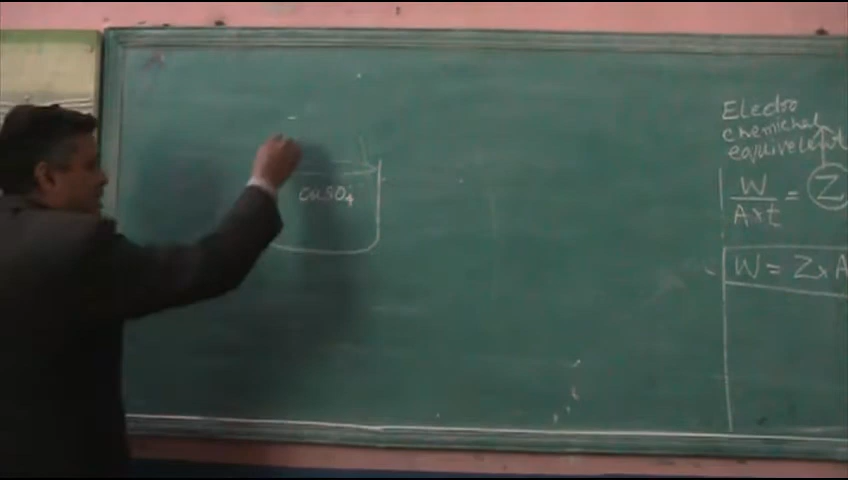 CuSO4
Electro
chemical
equivalent
W
A×t
= Z
W = Z×A